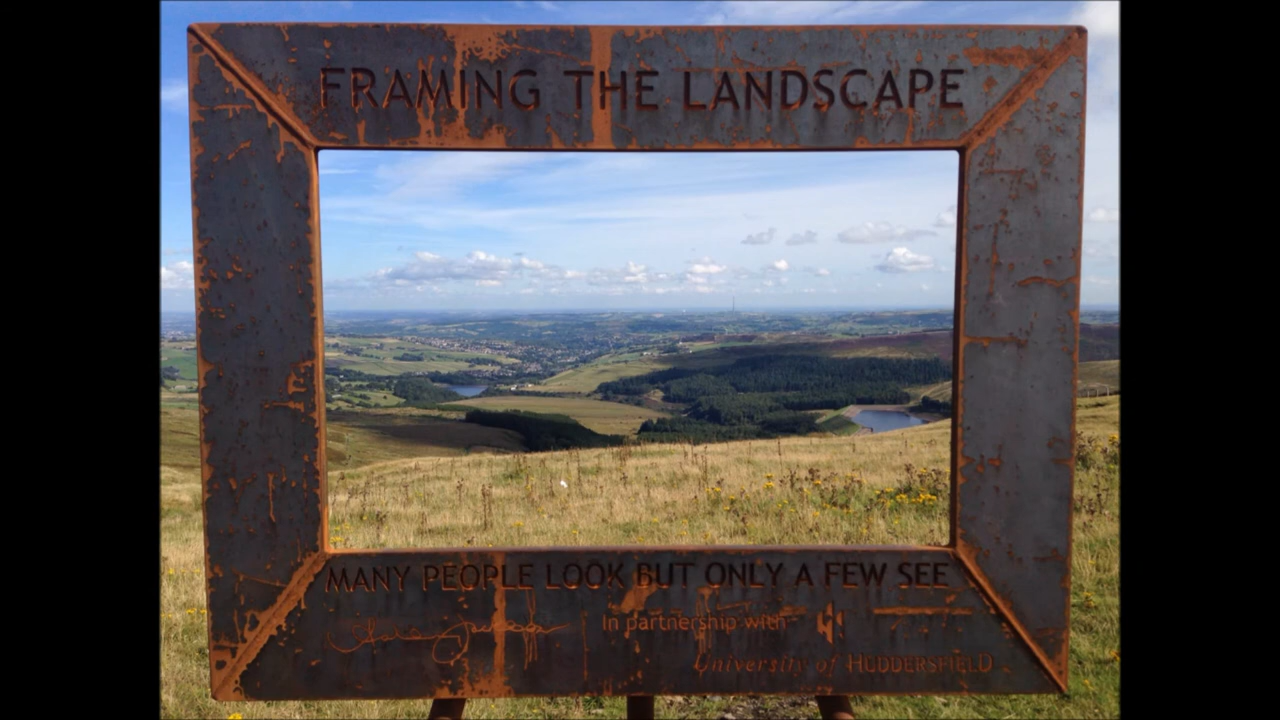 FRAMING THE LANDSCAPE
MANY PEOPLE LOOK BUT ONLY A FEW SEE
In partnership with
University of HUDDERSFIELD